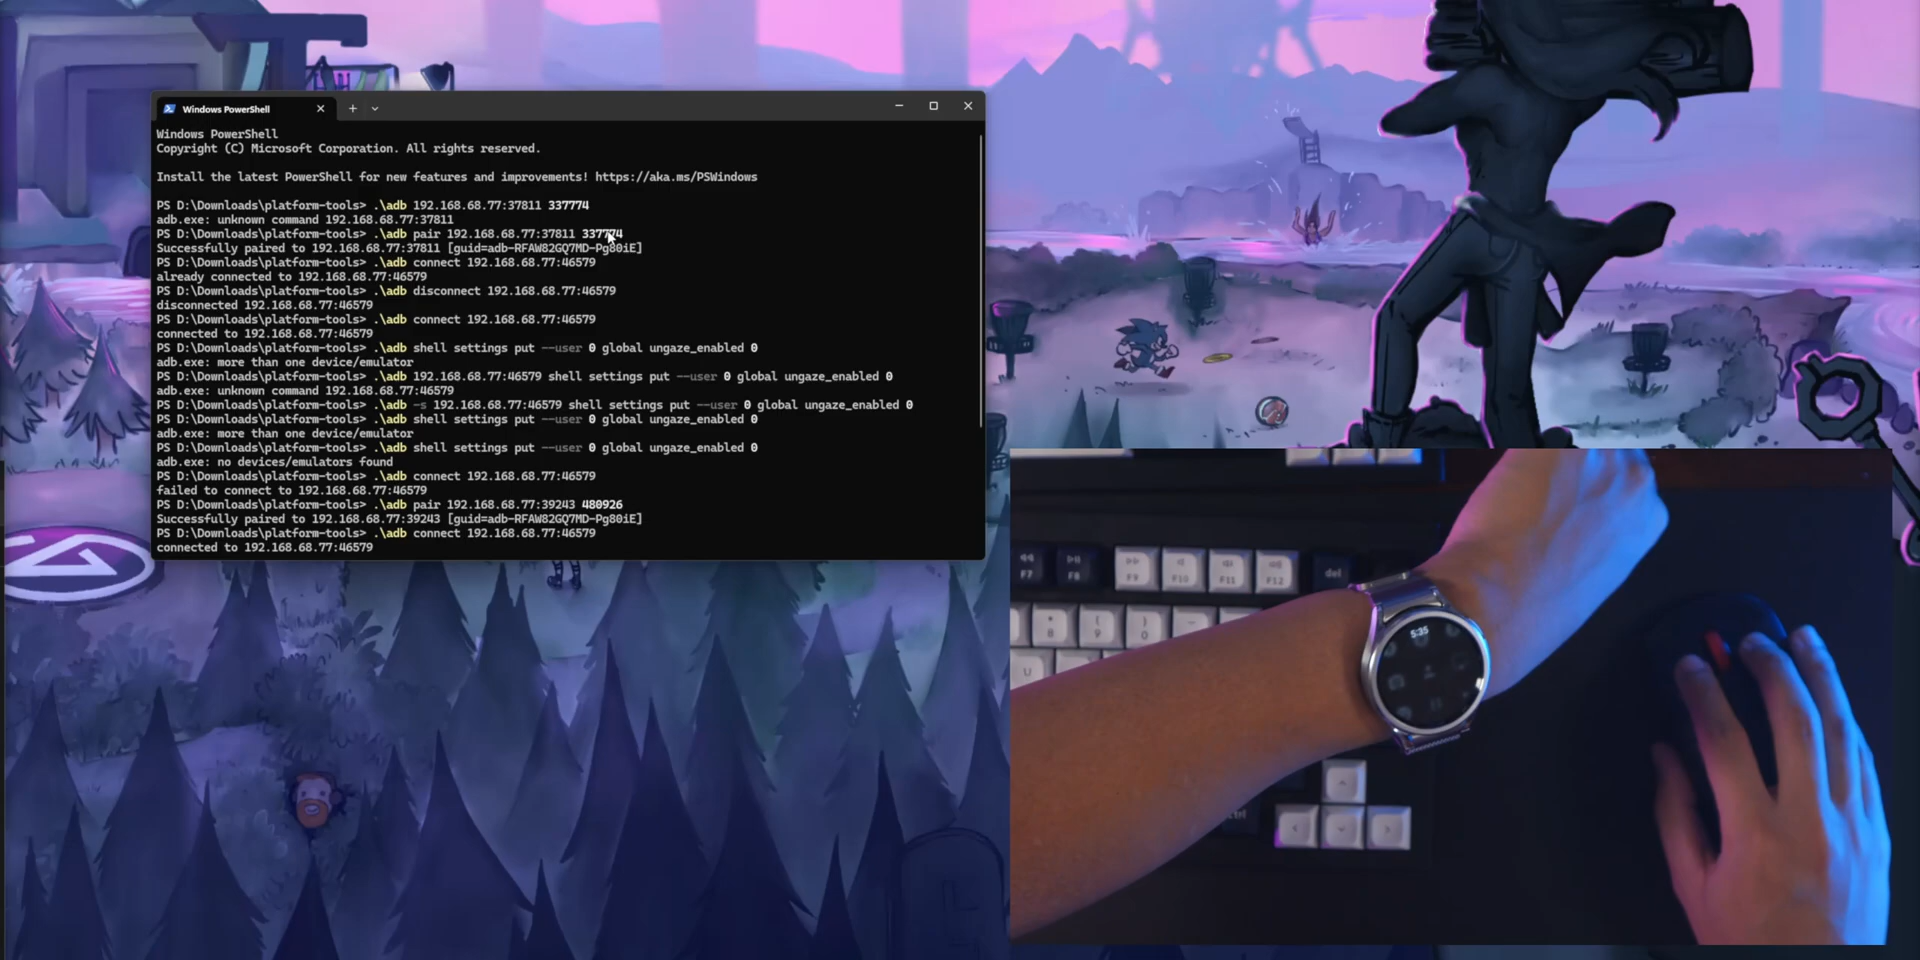 Windows PowerShell
Windows PowerShell
Copyright (C) Microsoft Corporation. All rights reserved.
Install the latest PowerShell for new features and improvements! https://aka.ms/PSWindows
PS D:\Downloads\platform-tools> .\adb 192.168.68.77:37811 337774
adb.exe: unknown command 192.168.68.77:37811
PS D:\Downloads\platform-tools> .\adb pair 192.168.68.77:37811 337774
Successfully paired to 192.168.68.77:37811 [guid=adb-RFAW82GQ7MD-Pg80iE]
PS D:\Downloads\platform-tools> .\adb connect 192.168.68.77:46579
already connected to 192.168.68.77:46579
PS D:\Downloads\platform-tools> .\adb disconnect 192.168.68.77:46579
disconnected 192.168.68.77:46579
PS D:\Downloads\platform-tools> .\adb connect 192.168.68.77:46579
connected to 192.168.68.77:46579
PS D:\Downloads\platform-tools> .\adb shell settings put --user 0 global ungaze_enabled 0
adb.exe: more than one device/emulator
PS D:\Downloads\platform-tools> .\adb 192.168.68.77:46579 shell settings put --user 0 global ungaze_enabled 0
adb.exe: unknown command 192.168.68.77:46579
PS D:\Downloads\platform-tools> .\adb -s 192.168.68.77:46579 shell settings put --user 0 global ungaze_enabled 0
PS D:\Downloads\platform-tools> .\adb shell settings put --user 0 global ungaze_enabled 0
adb.exe: more than one device/emulator
PS D:\Downloads\platform-tools> .\adb shell settings put --user 0 global ungaze_enabled 0
adb.exe: no devices/emulators found
PS D:\Downloads\platform-tools> .\adb connect 192.168.68.77:46579
failed to connect to 192.168.68.77:46579
PS D:\Downloads\platform-tools> .\adb pair 192.168.68.77:39243 480926
Successfully paired to 192.168.68.77:39243 [guid=adb-RFAW82GQ7MD-Pg80iE]
PS D:\Downloads\platform-tools> .\adb connect 192.168.68.77:46579
connected to 192.168.68.77:46579
F7 F8 F9 F10 F11 F12 del
* ( )
8 9 0
U
5:35